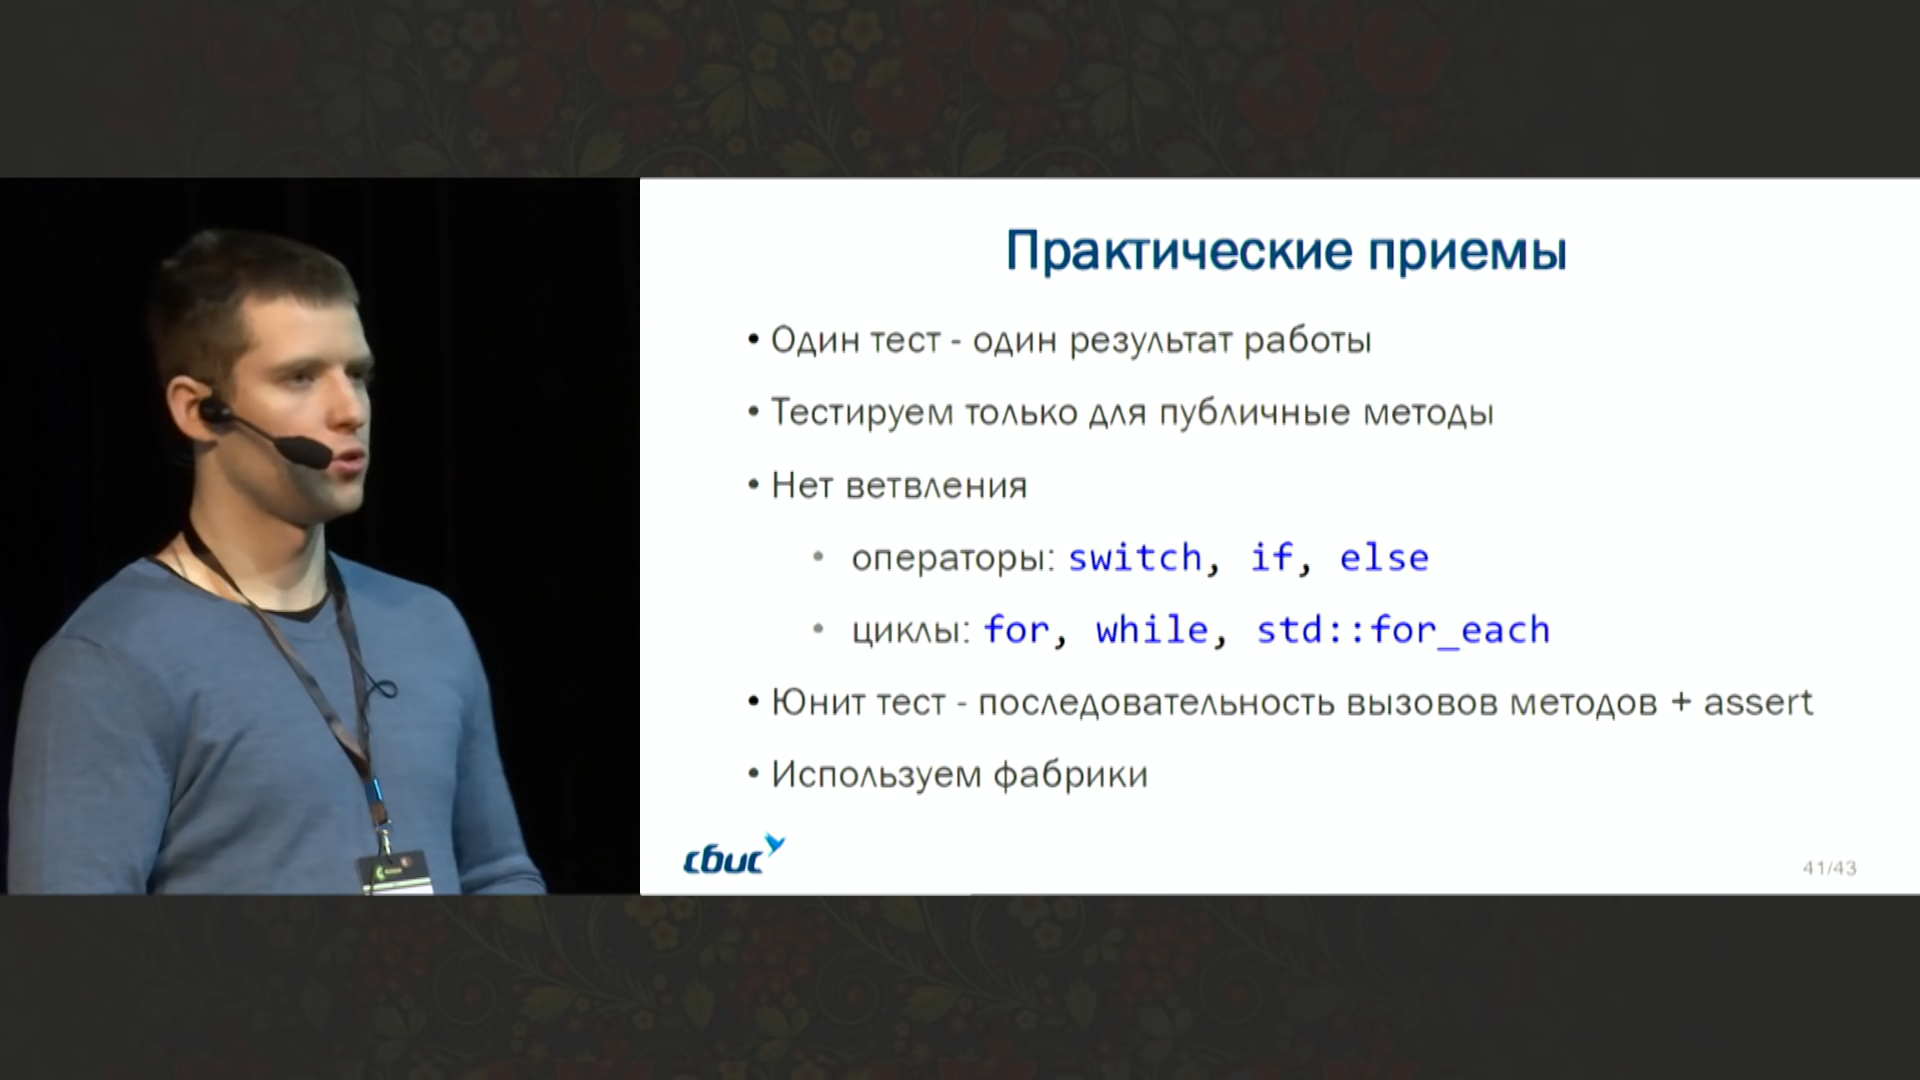 Практические приемы
• Один тест - один результат работы
• Тестируем только для публичные методы
• Нет ветвления
• операторы: switch, if, else
• циклы: for, while, std::for_each
• Юнит тест - последовательность вызовов методов + assert
• Используем фабрики
сбис
41/43